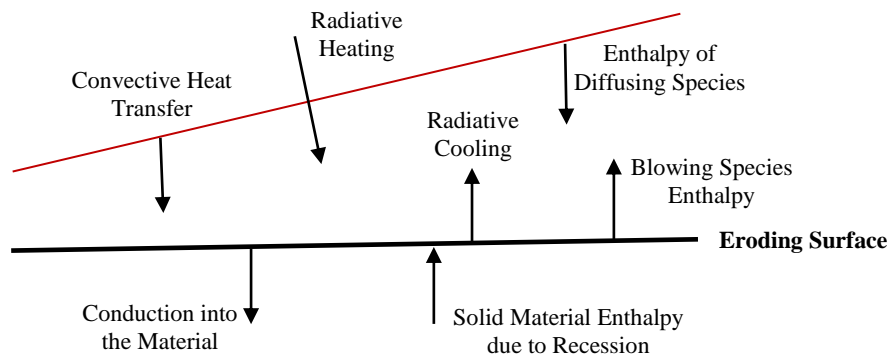 Radiative
Heating
Enthalpy of
Diffusing Species
Convective Heat
Transfer
Radiative
Cooling
Blowing Species
Enthalpy
Eroding Surface
Conduction into
the Material
Solid Material Enthalpy
due to Recession